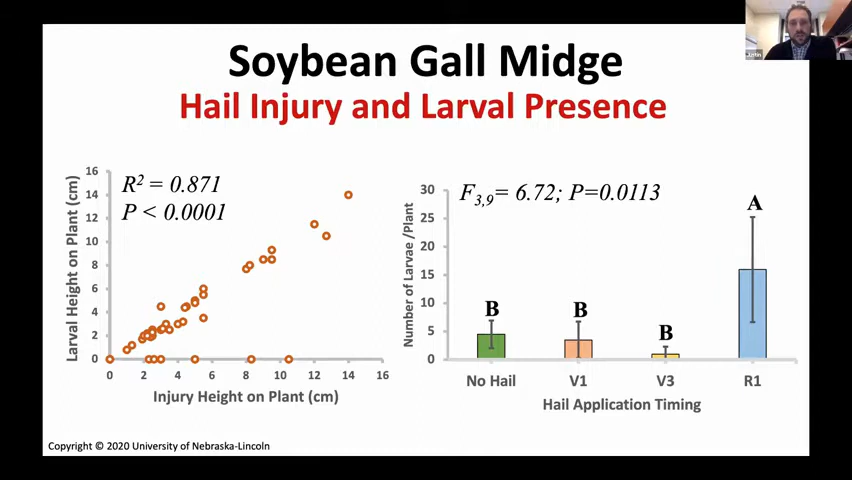 Soybean Gall Midge
Hail Injury and Larval Presence
R² = 0.871
P < 0.0001
Larval Height on Plant (cm)
16
14
12
10
8
6
4
2
0
0 2 4 6 8 10 12 14 16
Injury Height on Plant (cm)
F3,9= 6.72; P=0.0113
Number of Larvae /Plant
30
25
20
15
10
5
0
B
B
B
A
No Hail V1 V3 R1
Hail Application Timing
Copyright © 2020 University of Nebraska-Lincoln